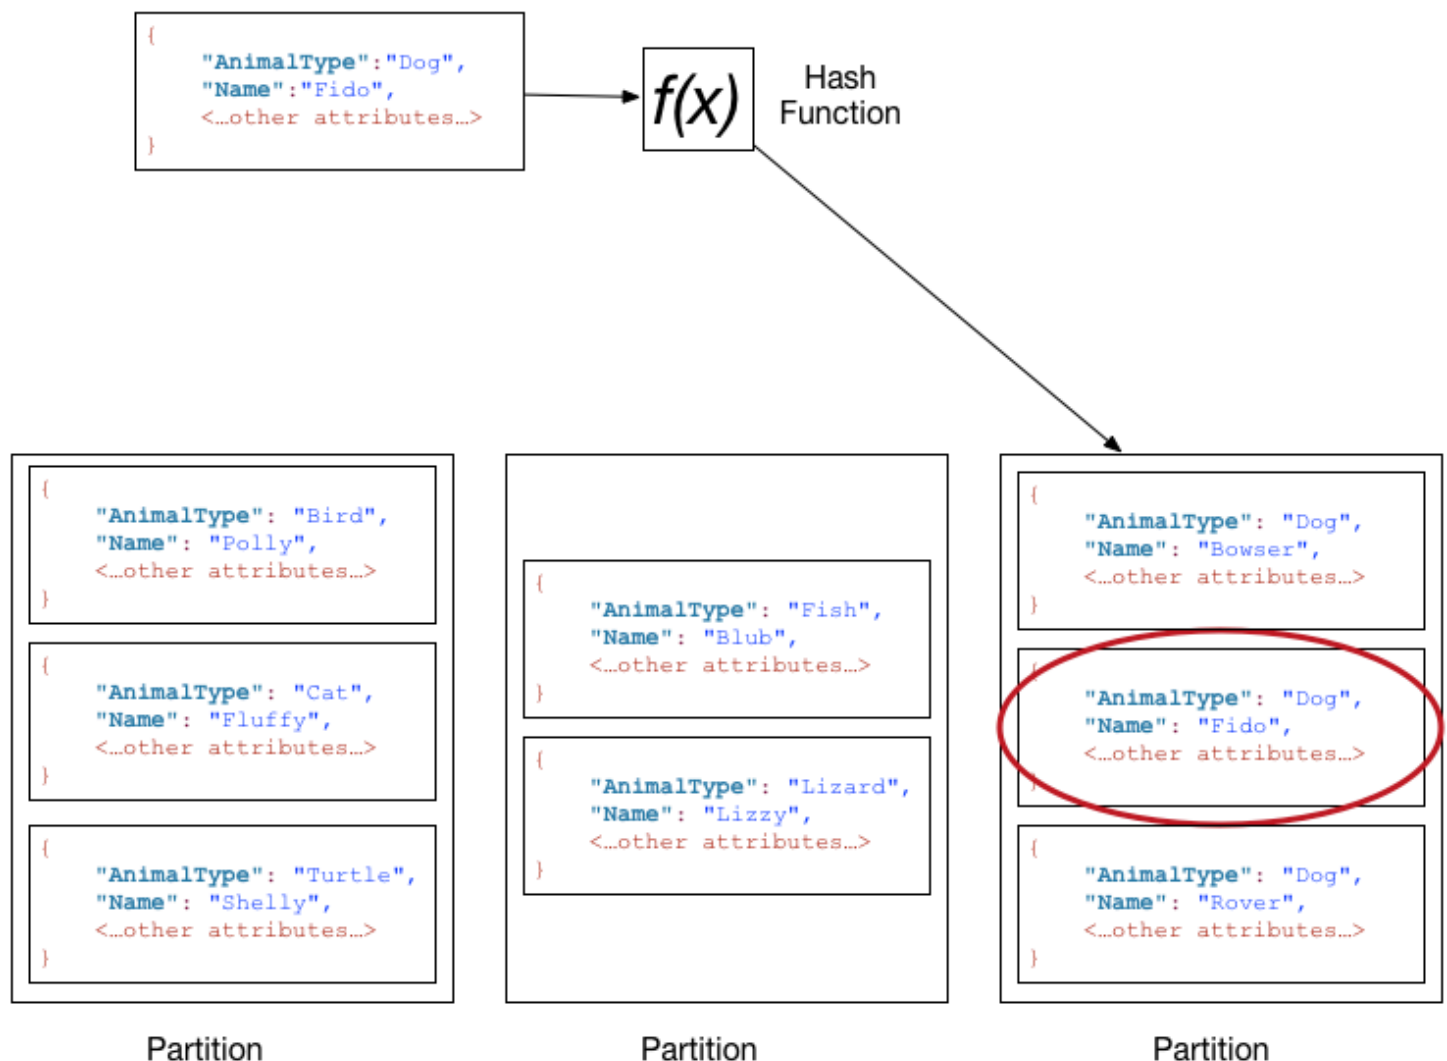 {
"AnimalType":"Dog",
"Name":"Fido",
<…other attributes…>
}
f(x)
Hash
Function
{
"AnimalType": "Bird",
"Name": "Polly",
<…other attributes…>
}
{
"AnimalType": "Cat",
"Name": "Fluffy",
<…other attributes…>
}
{
"AnimalType": "Turtle",
"Name": "Shelly",
<…other attributes…>
}
Partition
{
"AnimalType": "Fish",
"Name": "Blub",
<…other attributes…>
}
{
"AnimalType": "Lizard",
"Name": "Lizzy",
<…other attributes…>
}
Partition
{
"AnimalType": "Dog",
"Name": "Bowser",
<…other attributes…>
}
{
"AnimalType": "Dog",
"Name": "Fido",
<…other attributes…>
}
{
"AnimalType": "Dog",
"Name": "Rover",
<…other attributes…>
}
Partition